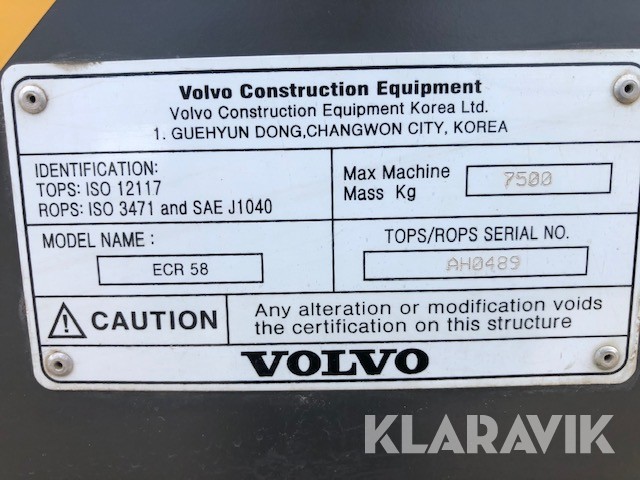 Volvo Construction Equipment
Volvo Construction Equipment Korea Ltd.
1. GUEHYUN DONG,CHANGWON CITY, KOREA
IDENTIFICATION:
TOPS: ISO 12117
ROPS: ISO 3471 and SAE J1040
Max Machine
Mass Kg
7500
MODEL NAME :
ECR 58
TOPS/ROPS SERIAL NO.
AH0489
CAUTION
Any alteration or modification voids
the certification on this structure
VOLVO
KLARAVIK